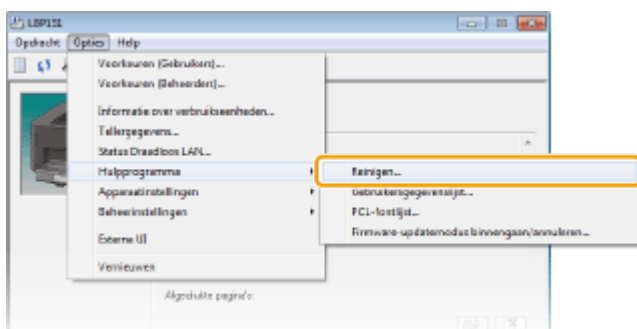 LBP151
Opdracht Opties Help
Voorkeuren (Gebruikers)...
Voorkeuren (Beheerders)...
Informatie over verbruikseenheden...
Tellergegevens...
Status Draadloos LAN...
Hulpprogramma
Reinigen...
Apparaatinstellingen
Gebruikersgegevenslijst...
Beheerinstellingen
PCL-fontlijst...
Firmware-updatemodus binnengaan/annuleren...
Externe UI
Vernieuwen
Afgedrukte pagina's: